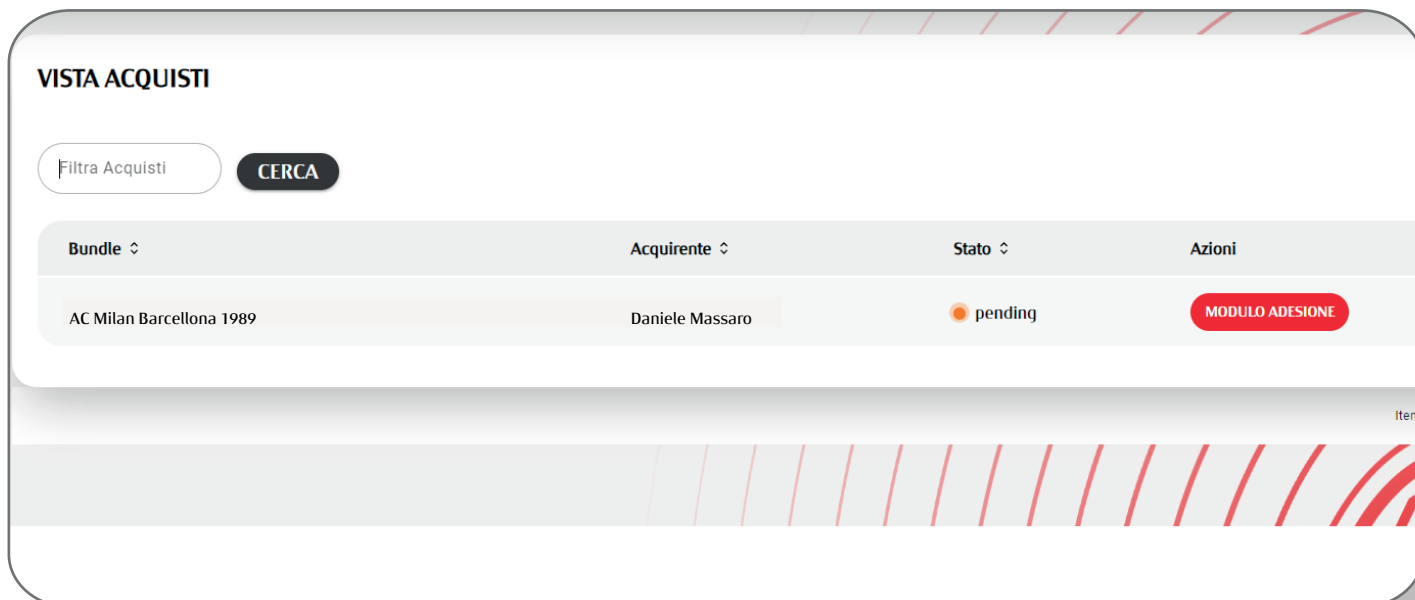 VISTA ACQUISTI
Filtra Acquisti CERCA
Bundle Acquirente Stato Azioni
AC Milan Barcellona 1989 Daniele Massaro pending MODULO ADESIONE